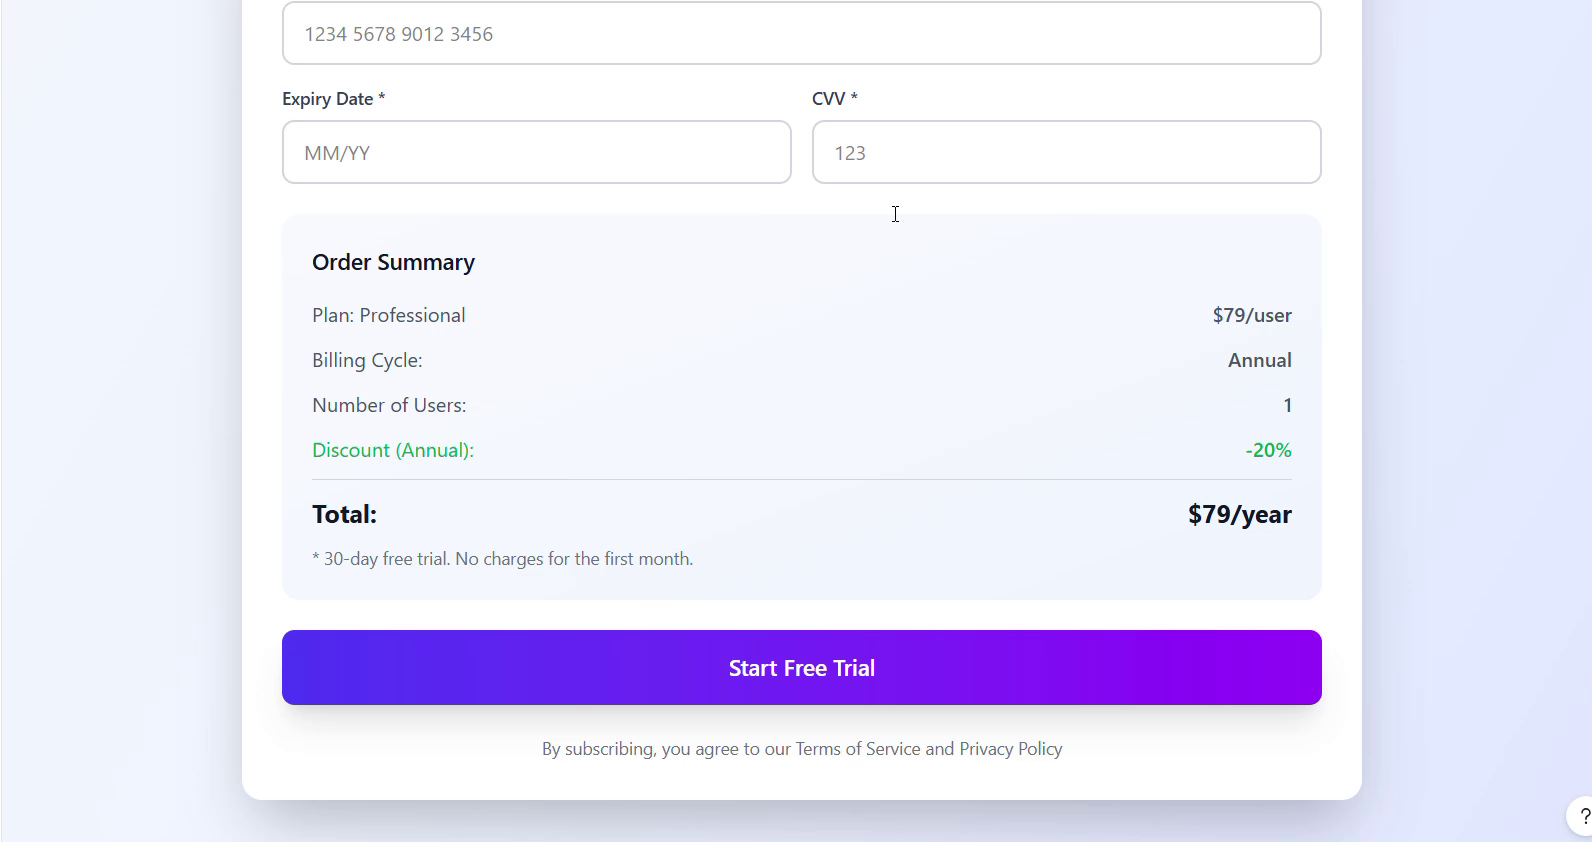 1234 5678 9012 3456
Expiry Date * CVV *
MM/YY 123
Order Summary
Plan: Professional $79/user
Billing Cycle: Annual
Number of Users: 1
Discount (Annual): -20%
Total: $79/year
* 30-day free trial. No charges for the first month.
Start Free Trial
By subscribing, you agree to our Terms of Service and Privacy Policy
?